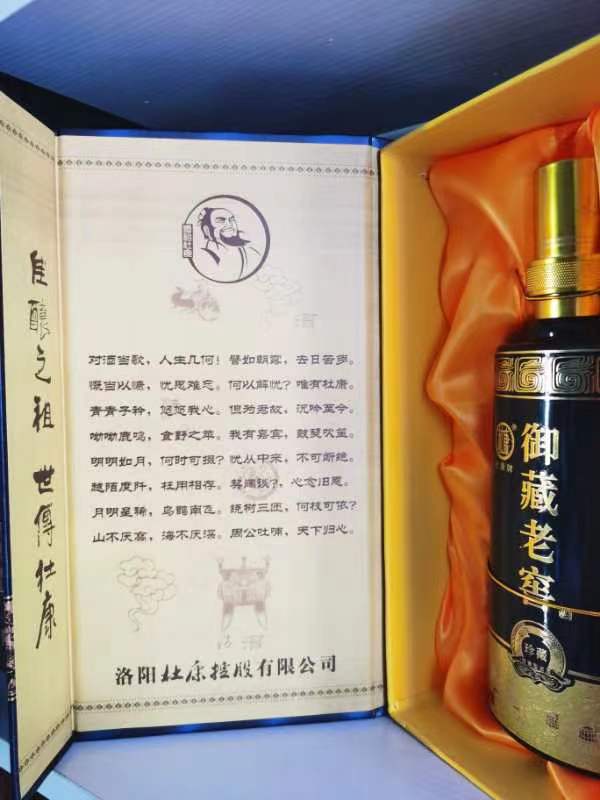 佳酿之祖 世傳杜康
对酒当歌，人生几何！譬如朝露，去日苦多。
慨当以慷，忧思难忘。何以解忧？唯有杜康。
青青子衿，悠悠我心。但为君故，沉吟至今。
呦呦鹿鸣，食野之苹。我有嘉宾，鼓瑟吹笙。
明明如月，何时可掇？忧从中来，不可断绝。
越陌度阡，枉用相存。契阔谈？，心念旧恩。
月明星稀，乌鹊南飞。绕树三匝，何枝可依？
山不厌高，海不厌深。周公吐哺，天下归心。
洛阳杜康控股有限公司
御藏老窖
珍藏